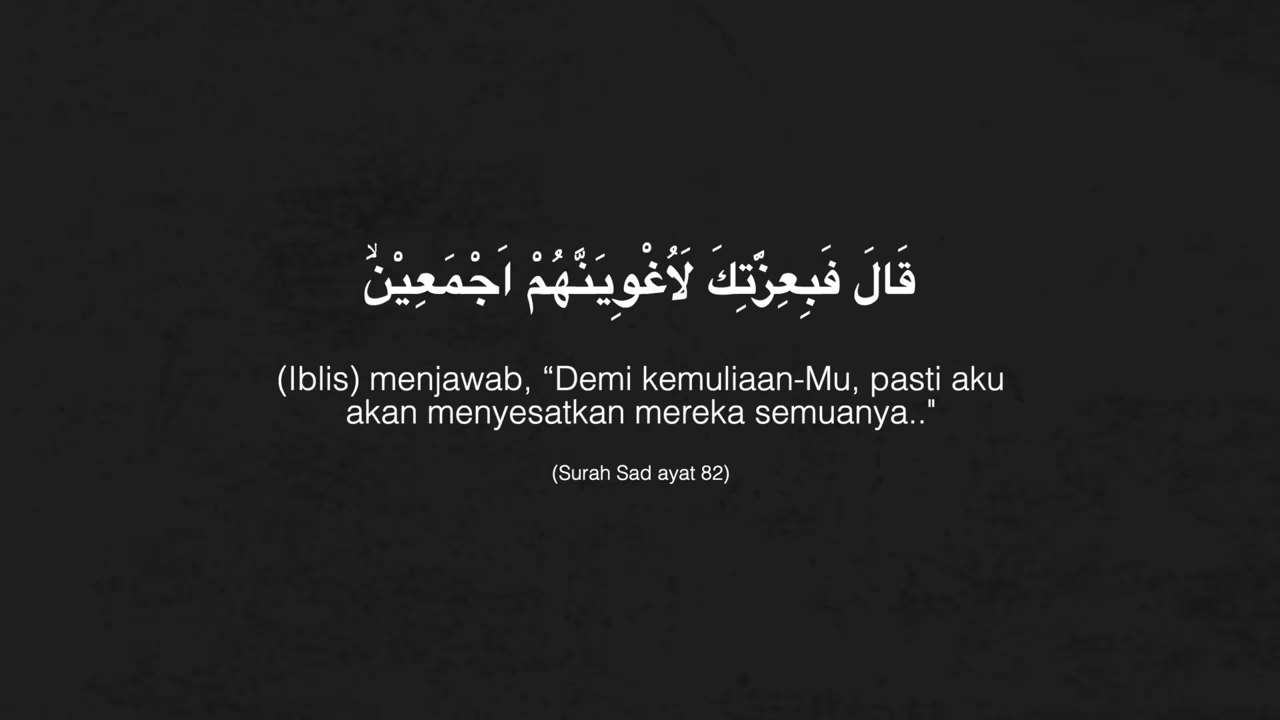 قَالَ فَبِعِزَّتِكَ لَاُغْوِيَنَّهُمْ اَجْمَعِيْنَۙ
(Iblis) menjawab, “Demi kemuliaan-Mu, pasti aku
akan menyesatkan mereka semuanya.."
(Surah Sad ayat 82)